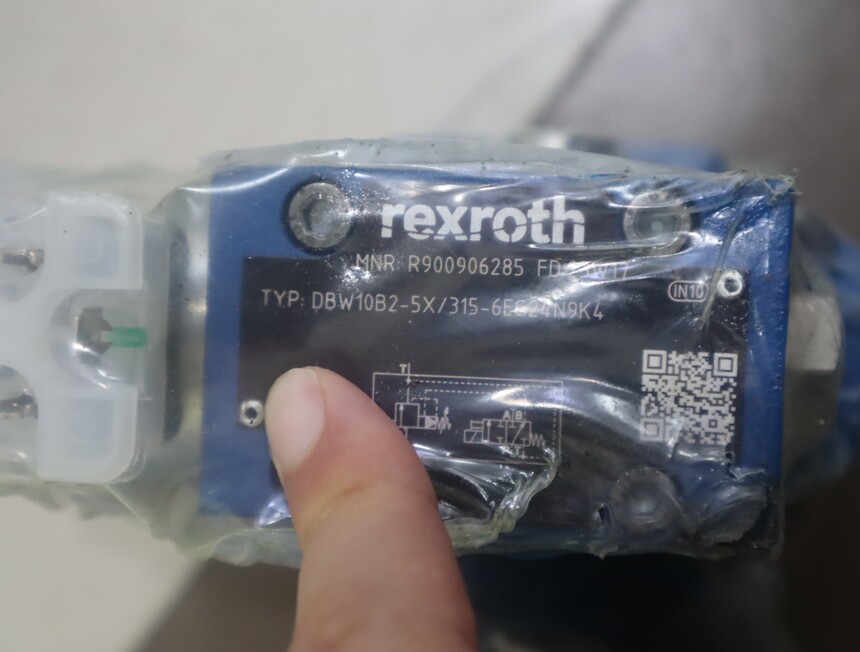 rexroth
MNR: R900906285 FD
TYP: DBW10B2-5X/315-6EG24N9K4
IN10
T
A B